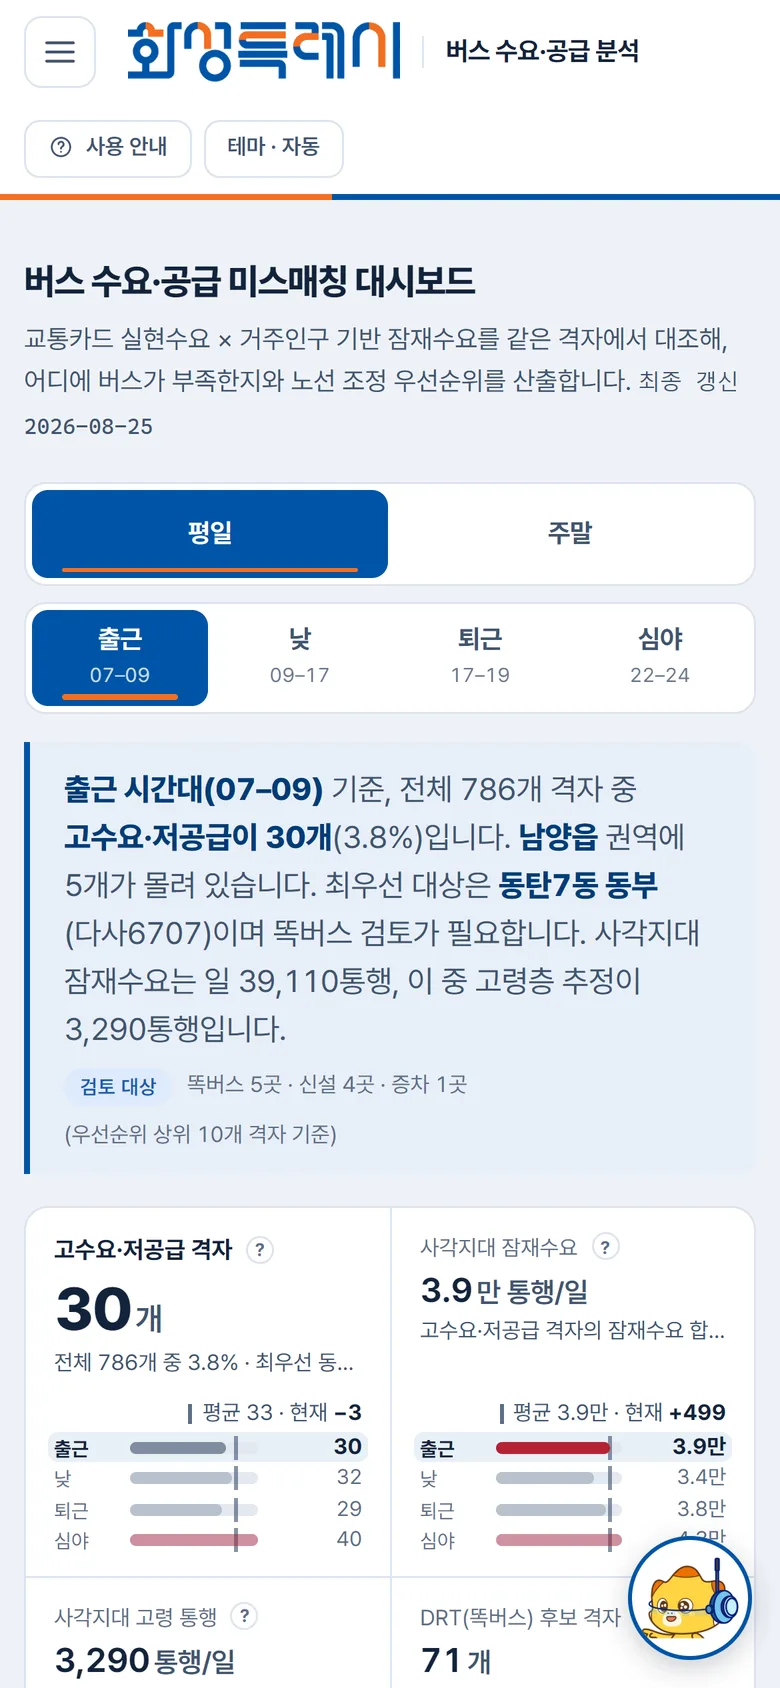 화성특례시
버스 수요·공급 분석
사용 안내
테마 · 자동
버스 수요·공급 미스매칭 대시보드
교통카드 실현수요 × 거주인구 기반 잠재수요를 같은 격자에서 대조해,
어디에 버스가 부족한지와 노선 조정 우선순위를 산출합니다. 최종 갱신
2026-08-25
평일
주말
출근
07–09
낮
09–17
퇴근
17–19
심야
22–24
출근 시간대(07–09) 기준, 전체 786개 격자 중
고수요·저공급이 30개(3.8%)입니다. 남양읍 권역에
5개가 몰려 있습니다. 최우선 대상은 동탄7동 동부
(다사6707)이며 똑버스 검토가 필요합니다. 사각지대
잠재수요는 일 39,110통행, 이 중 고령층 추정이
3,290통행입니다.
검토 대상 똑버스 5곳 · 신설 4곳 · 증차 1곳
(우선순위 상위 10개 격자 기준)
고수요·저공급 격자 ?
30개
전체 786개 중 3.8% · 최우선 동…
평균 33 · 현재 −3
출근 30
낮 32
퇴근 29
심야 40
사각지대 잠재수요 ?
3.9만 통행/일
고수요·저공급 격자의 잠재수요 합…
평균 3.9만 · 현재 +499
출근 3.9만
낮 3.4만
퇴근 3.8만
심야
사각지대 고령 통행 ?
3,290 통행/일
DRT(똑버스) 후보 격자
71개